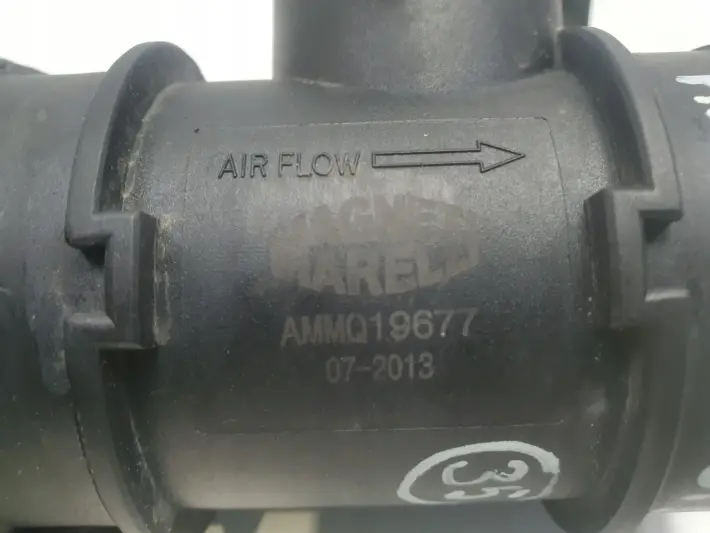 AIR FLOW
MAGNETI
MARELLI
AMMQ19677
07-2013